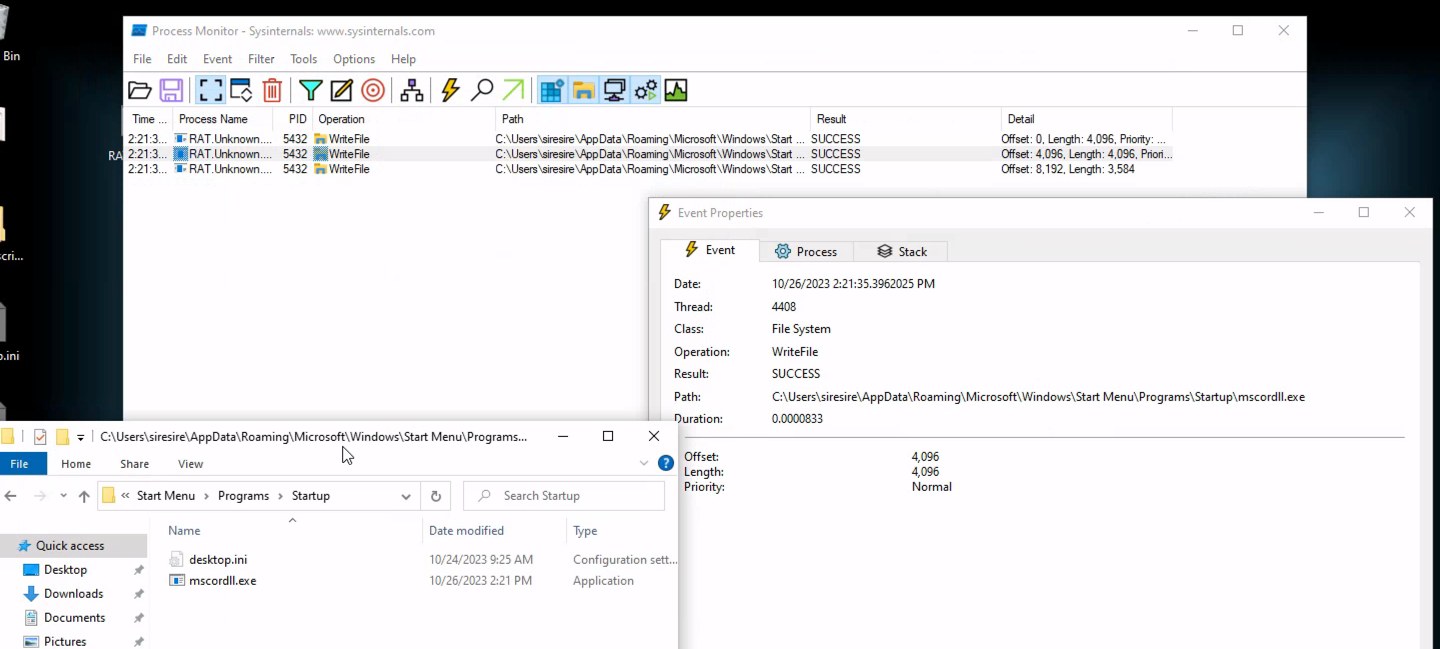 Bin
RA
scri...
p.ini
Process Monitor - Sysinternals: www.sysinternals.com
File Edit Event Filter Tools Options Help
Time ... Process Name PID Operation Path Result Detail
2:21:3... RAT.Unknown.... 5432 WriteFile C:\Users\siresire\AppData\Roaming\Microsoft\Windows\Start ... SUCCESS Offset: 0, Length: 4,096, Priority: ...
2:21:3... RAT.Unknown.... 5432 WriteFile C:\Users\siresire\AppData\Roaming\Microsoft\Windows\Start ... SUCCESS Offset: 4,096, Length: 4,096, Priori...
2:21:3... RAT.Unknown.... 5432 WriteFile C:\Users\siresire\AppData\Roaming\Microsoft\Windows\Start ... SUCCESS Offset: 8,192, Length: 3,584
Event Properties
Event Process Stack
Date: 10/26/2023 2:21:35.3962025 PM
Thread: 4408
Class: File System
Operation: WriteFile
Result: SUCCESS
Path: C:\Users\siresire\AppData\Roaming\Microsoft\Windows\Start Menu\Programs\Startup\mscordll.exe
Duration: 0.0000833
Offset: 4,096
Length: 4,096
Priority: Normal
C:\Users\siresire\AppData\Roaming\Microsoft\Windows\Start Menu\Programs...
File Home Share View
« Start Menu › Programs › Startup Search Startup
Name Date modified Type
Quick access
Desktop
Downloads
Documents
Pictures
desktop.ini 10/24/2023 9:25 AM Configuration sett...
mscordll.exe 10/26/2023 2:21 PM Application